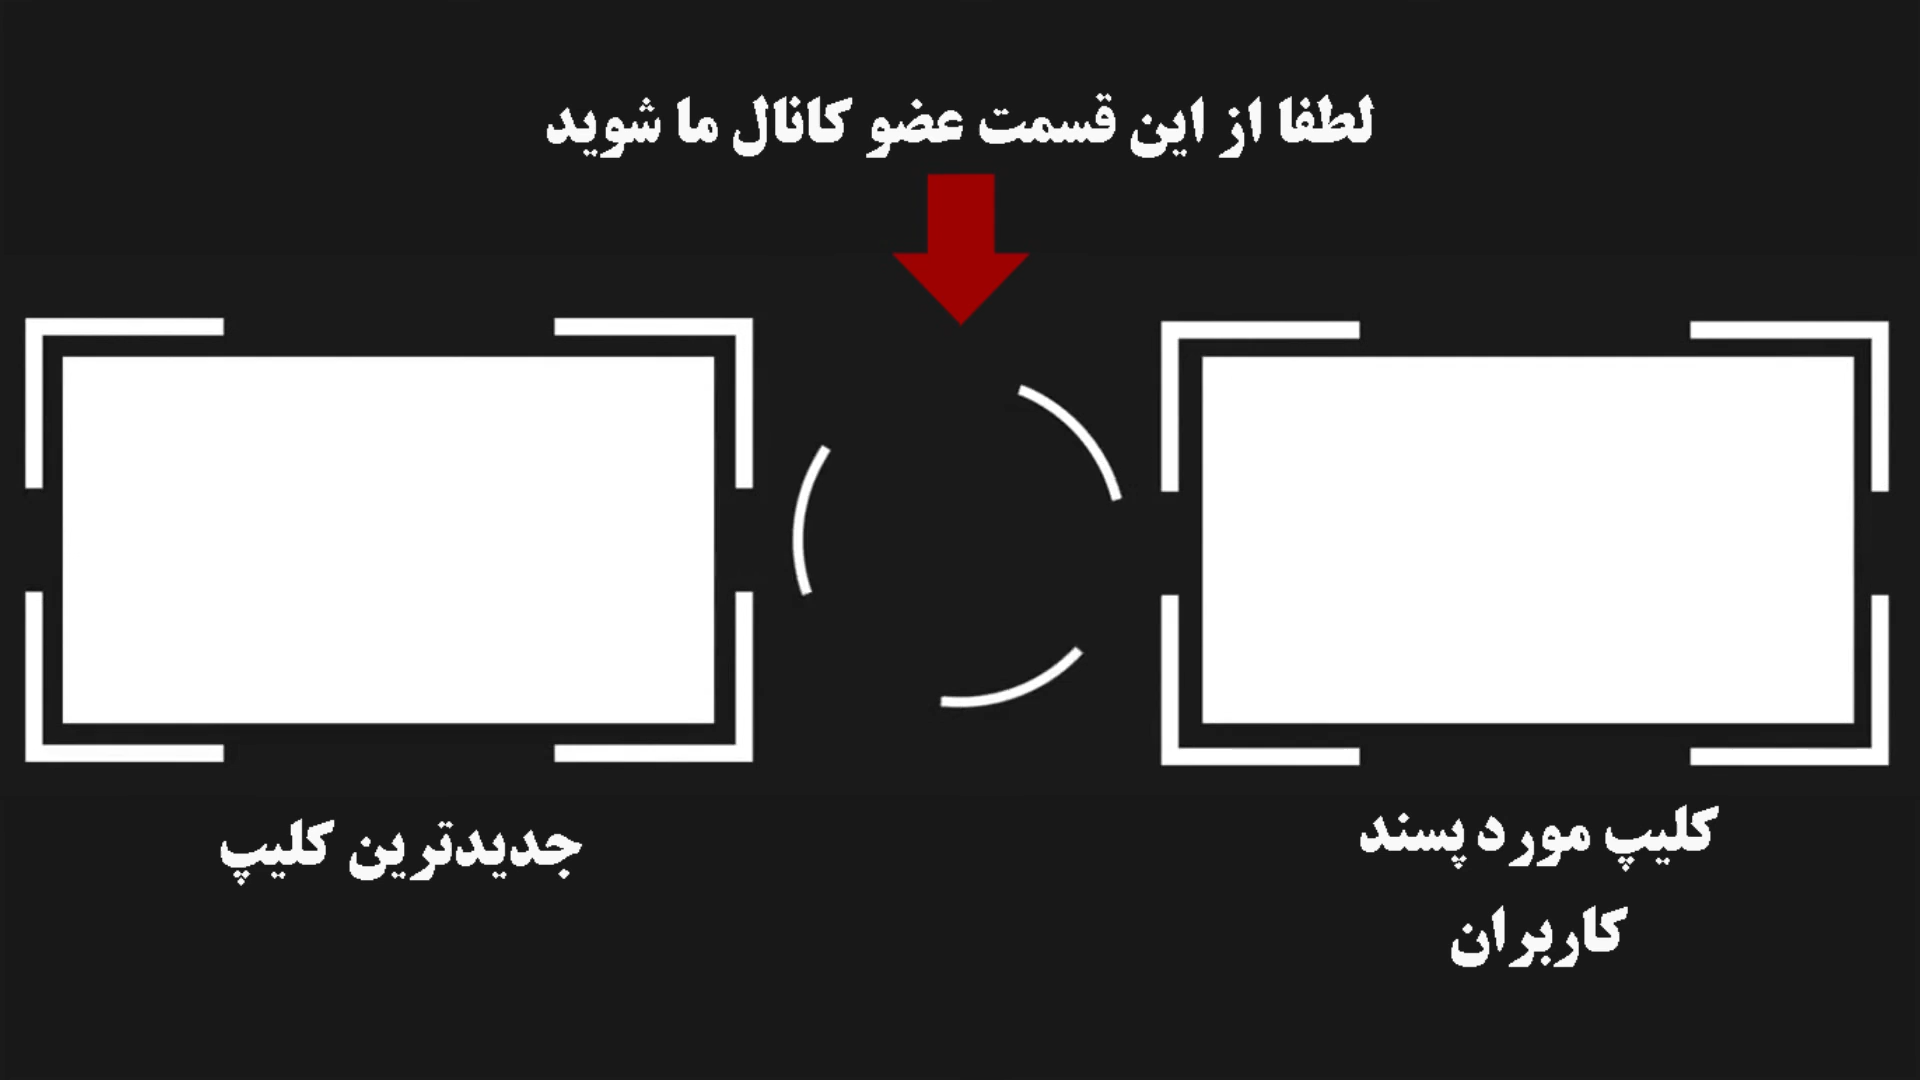 لطفا از این قسمت عضو کانال ما شوید
کلیپ مورد پسند
کاربران
جدیدترین کلیپ